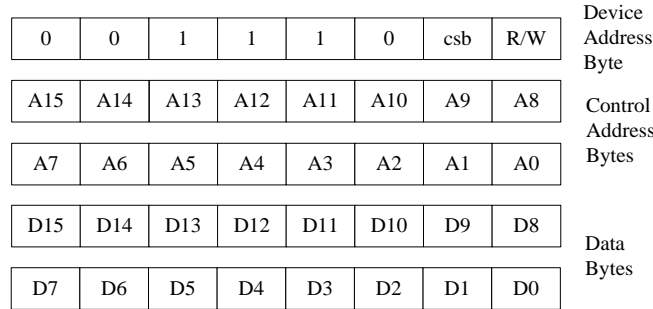 0 0 1 1 1 0 csb R/W
Device
Address
Byte
A15 A14 A13 A12 A11 A10 A9 A8
A7 A6 A5 A4 A3 A2 A1 A0
Control
Address
Bytes
D15 D14 D13 D12 D11 D10 D9 D8
D7 D6 D5 D4 D3 D2 D1 D0
Data
Bytes